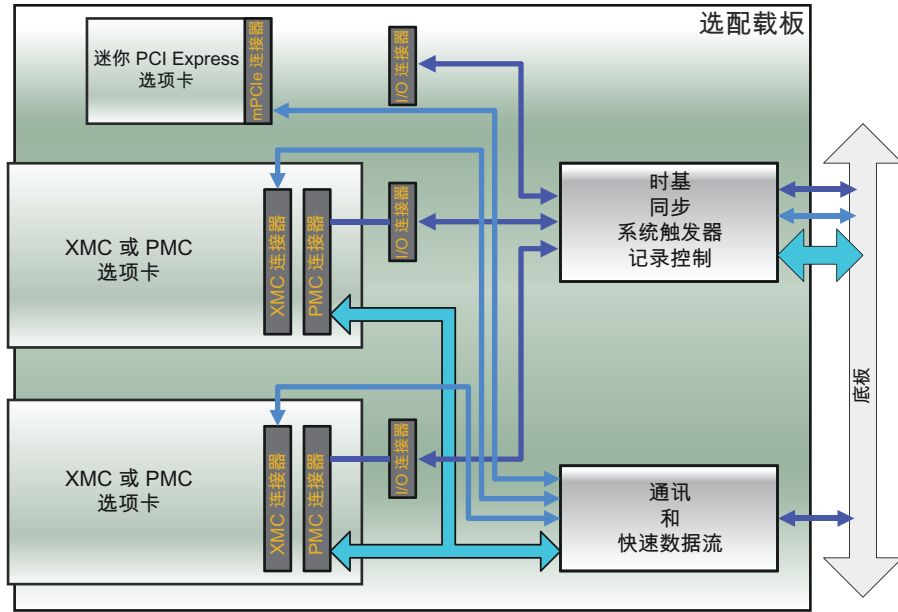 选配载板
迷你 PCI Express
选项卡
mPCIe 连接器
I/O 连接器
XMC 或 PMC
选项卡
XMC 连接器
PMC 连接器
I/O 连接器
时基
同步
系统触发器
记录控制
底板
XMC 或 PMC
选项卡
XMC 连接器
PMC 连接器
I/O 连接器
通讯
和
快速数据流